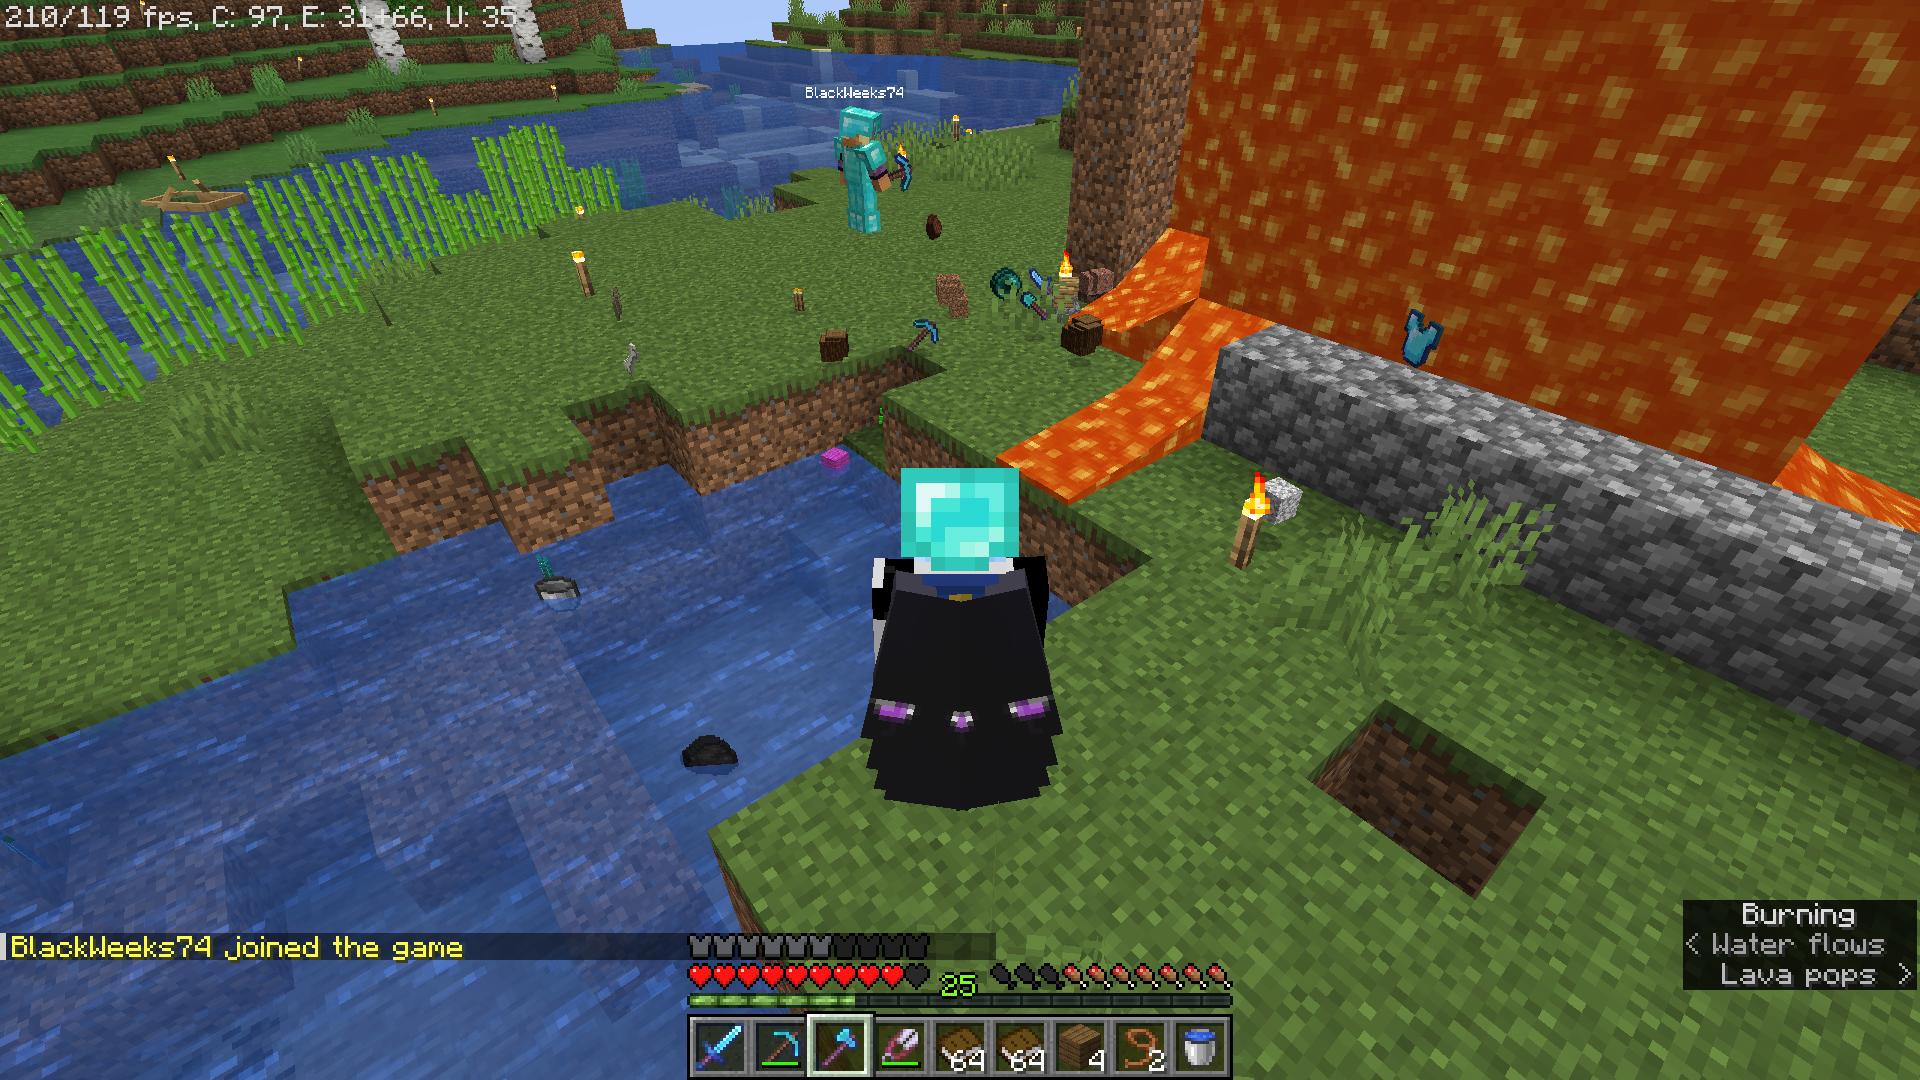 210/119 fps, C: 97, E: 31+66, U: 35
BlackWeeks74
BlackWeeks74 joined the game
Burning
< Water flows
Lava pops >
25
64 64 4 2